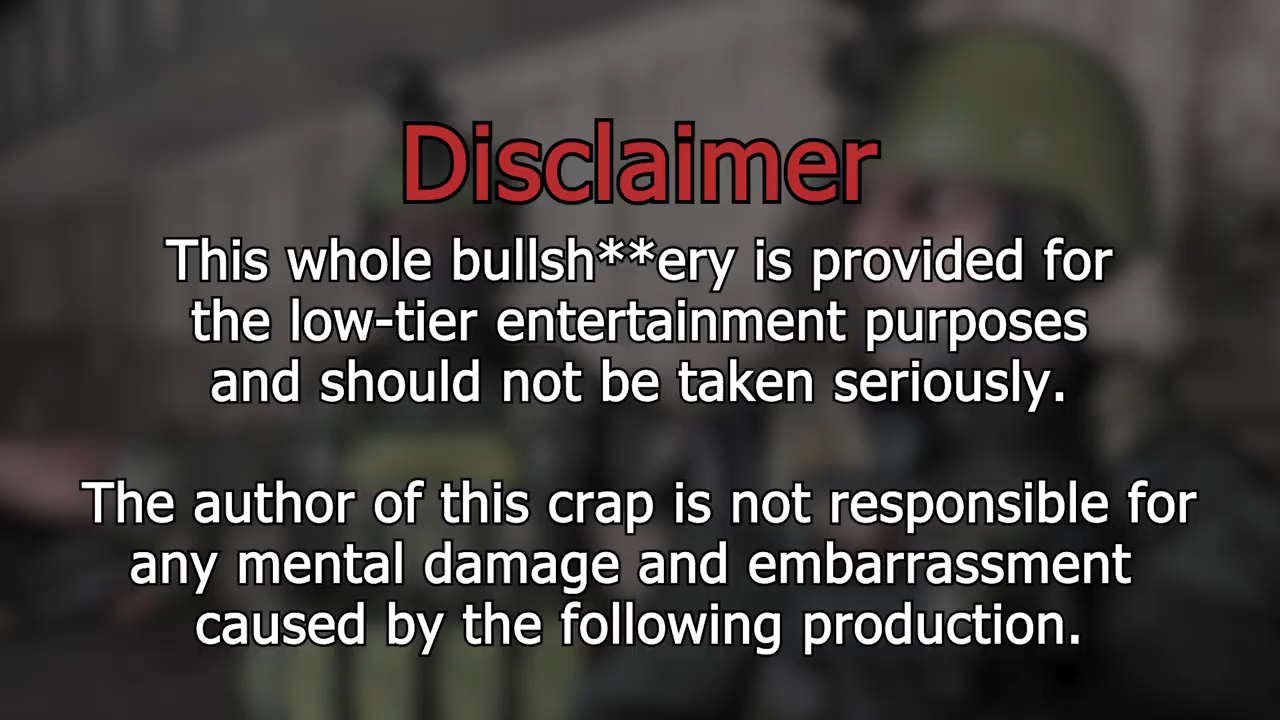 Disclaimer
This whole bullsh**ery is provided for
the low-tier entertainment purposes
and should not be taken seriously.
The author of this crap is not responsible for
any mental damage and embarrassment
caused by the following production.